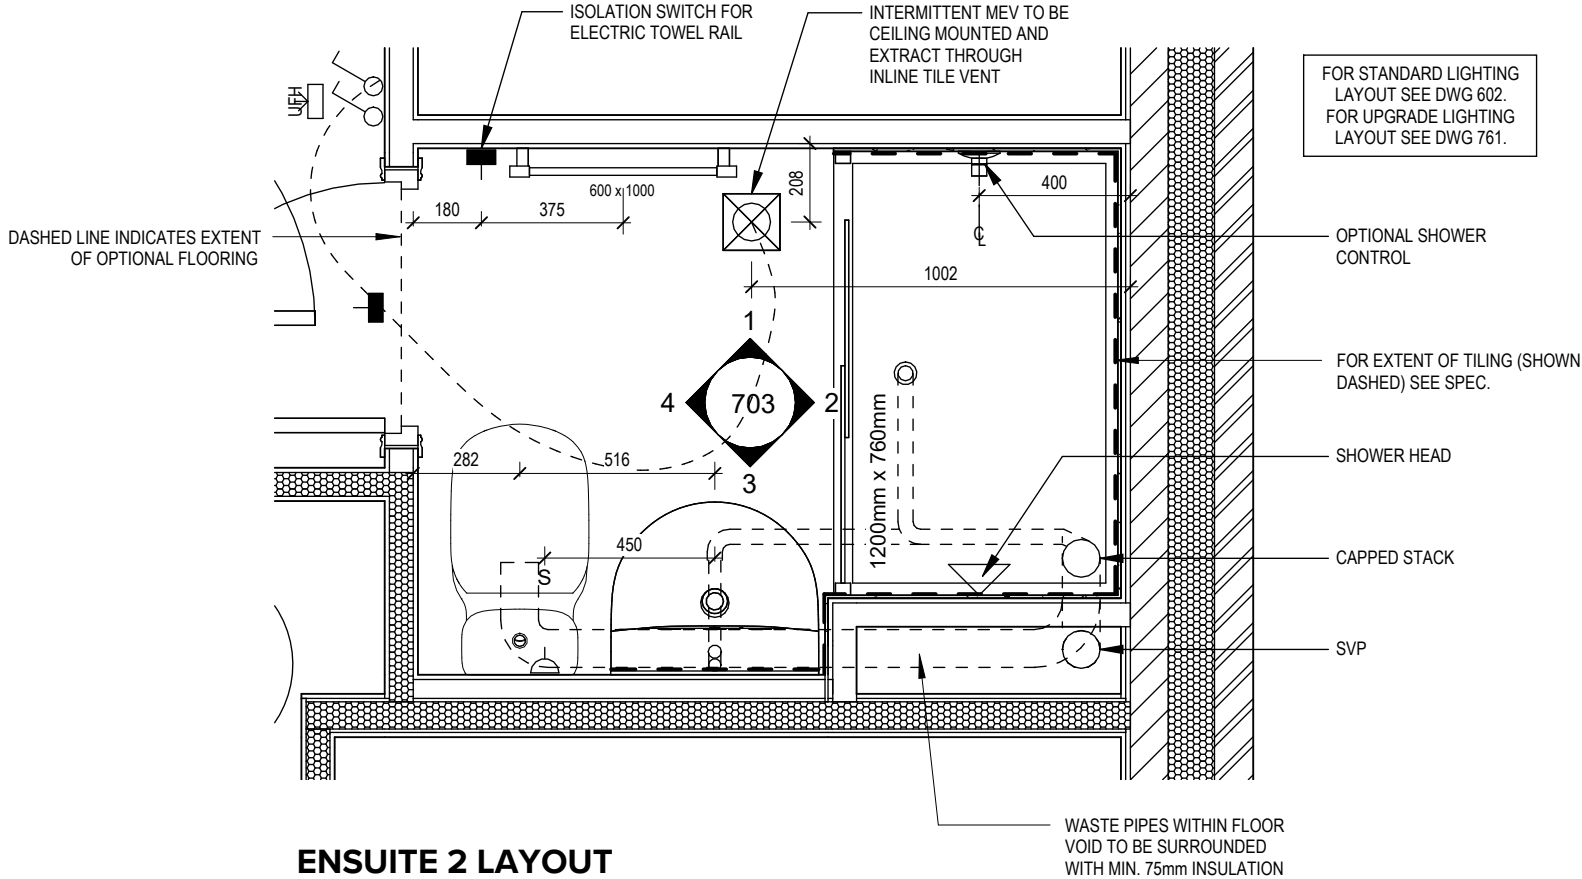 ISOLATION SWITCH FOR
ELECTRIC TOWEL RAIL
INTERMITTENT MEV TO BE
CEILING MOUNTED AND
EXTRACT THROUGH
INLINE TILE VENT
FOR STANDARD LIGHTING
LAYOUT SEE DWG 602.
FOR UPGRADE LIGHTING
LAYOUT SEE DWG 761.
UFH
600 x 1000
208
400
180
375
DASHED LINE INDICATES EXTENT
OF OPTIONAL FLOORING
℄
OPTIONAL SHOWER
CONTROL
1002
1
4
703
2
3
FOR EXTENT OF TILING (SHOWN
DASHED) SEE SPEC.
1200mm x 760mm
282
516
SHOWER HEAD
450
S
CAPPED STACK
SVP
WASTE PIPES WITHIN FLOOR
VOID TO BE SURROUNDED
WITH MIN. 75mm INSULATION
ENSUITE 2 LAYOUT